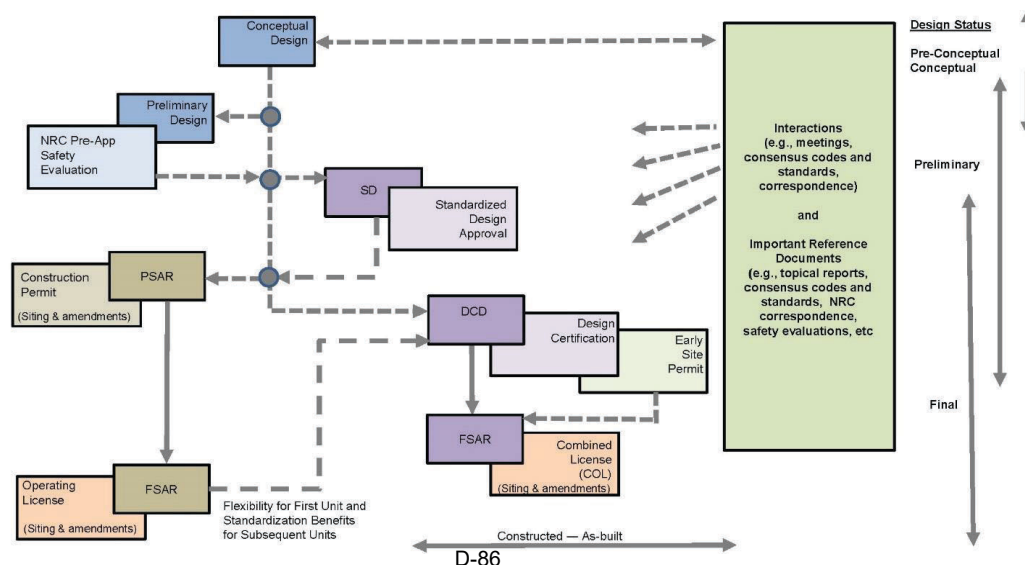 Conceptual
Design
Design Status
Pre-Conceptual
Conceptual
Preliminary
Design
NRC Pre-App
Safety
Evaluation
Interactions
(e.g., meetings,
consensus codes and
standards,
correspondence)
and
Important Reference
Documents
(e.g., topical reports,
consensus codes and
standards, NRC
correspondence,
safety evaluations, etc
Preliminary
SD
Standardized
Design
Approval
PSAR
Construction
Permit
(Siting & amendments)
DCD
Design
Certification
Early
Site
Permit
Final
FSAR
Combined
License
(COL)
(Siting & amendments)
Operating
License
(Siting & amendments)
FSAR
Flexibility for First Unit and
Standardization Benefits
for Subsequent Units
Constructed — As-built
D-86